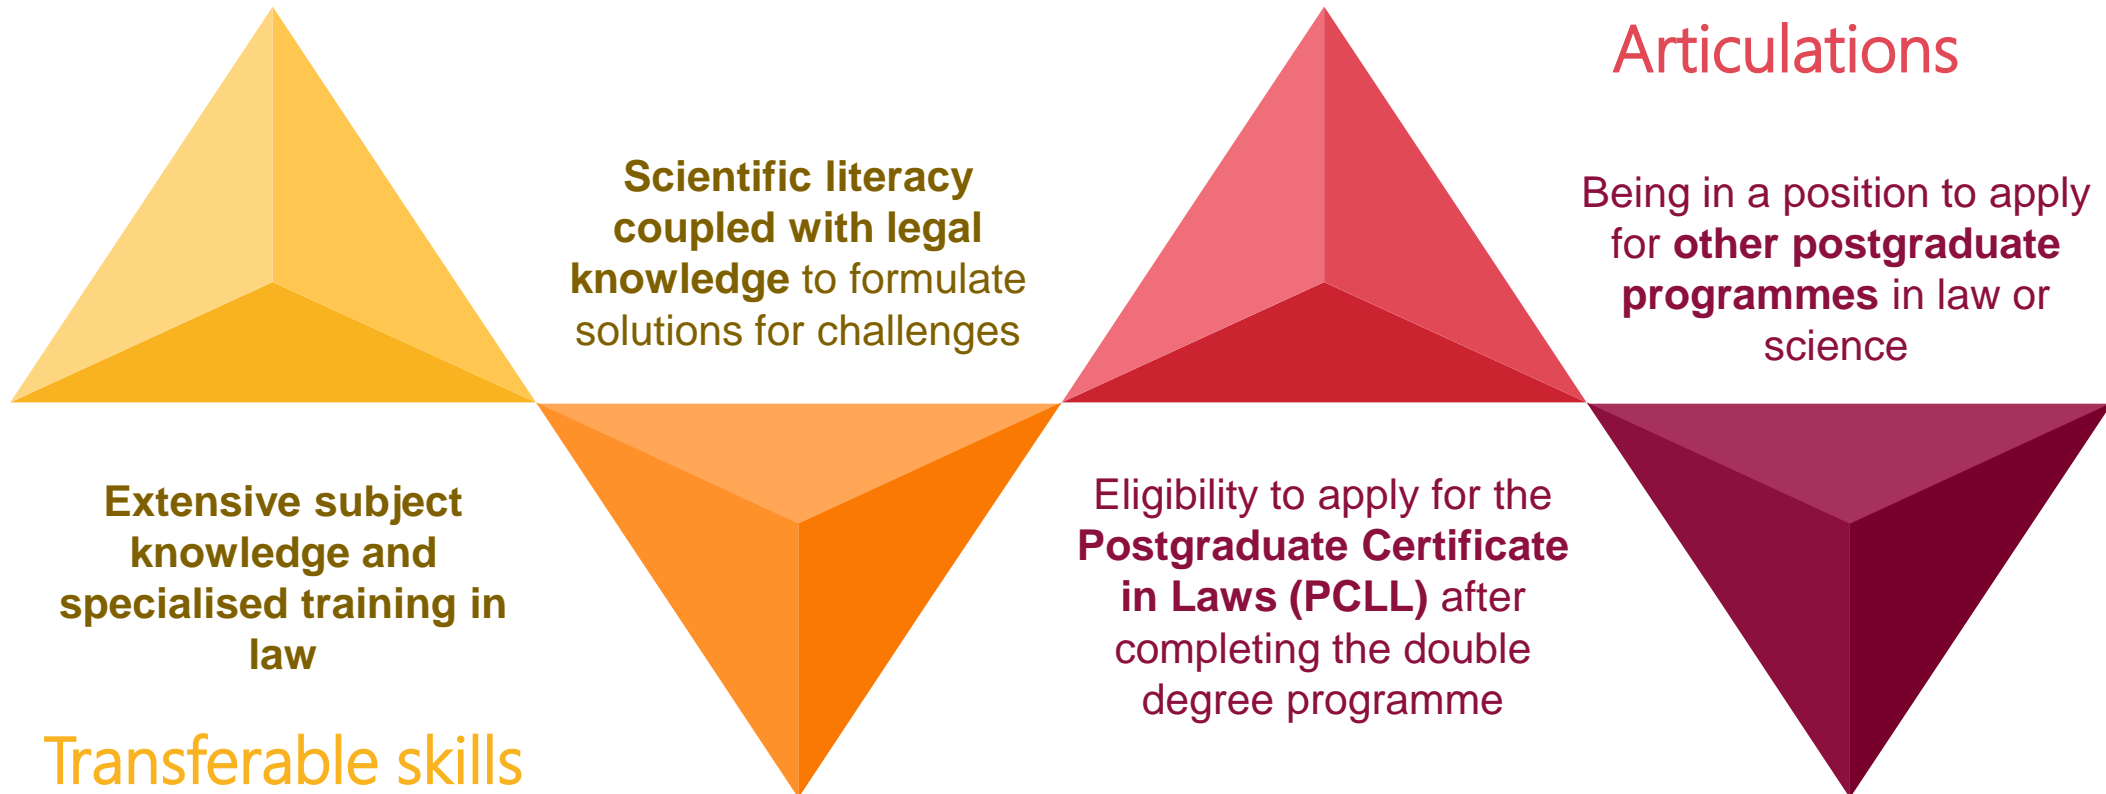 Extensive subject
knowledge and
specialised training in
law
Transferable skills
Scientific literacy
coupled with legal
knowledge to formulate
solutions for challenges
Eligibility to apply for the
Postgraduate Certificate
in Laws (PCLL) after
completing the double
degree programme
Articulations
Being in a position to apply
for other postgraduate
programmes in law or
science